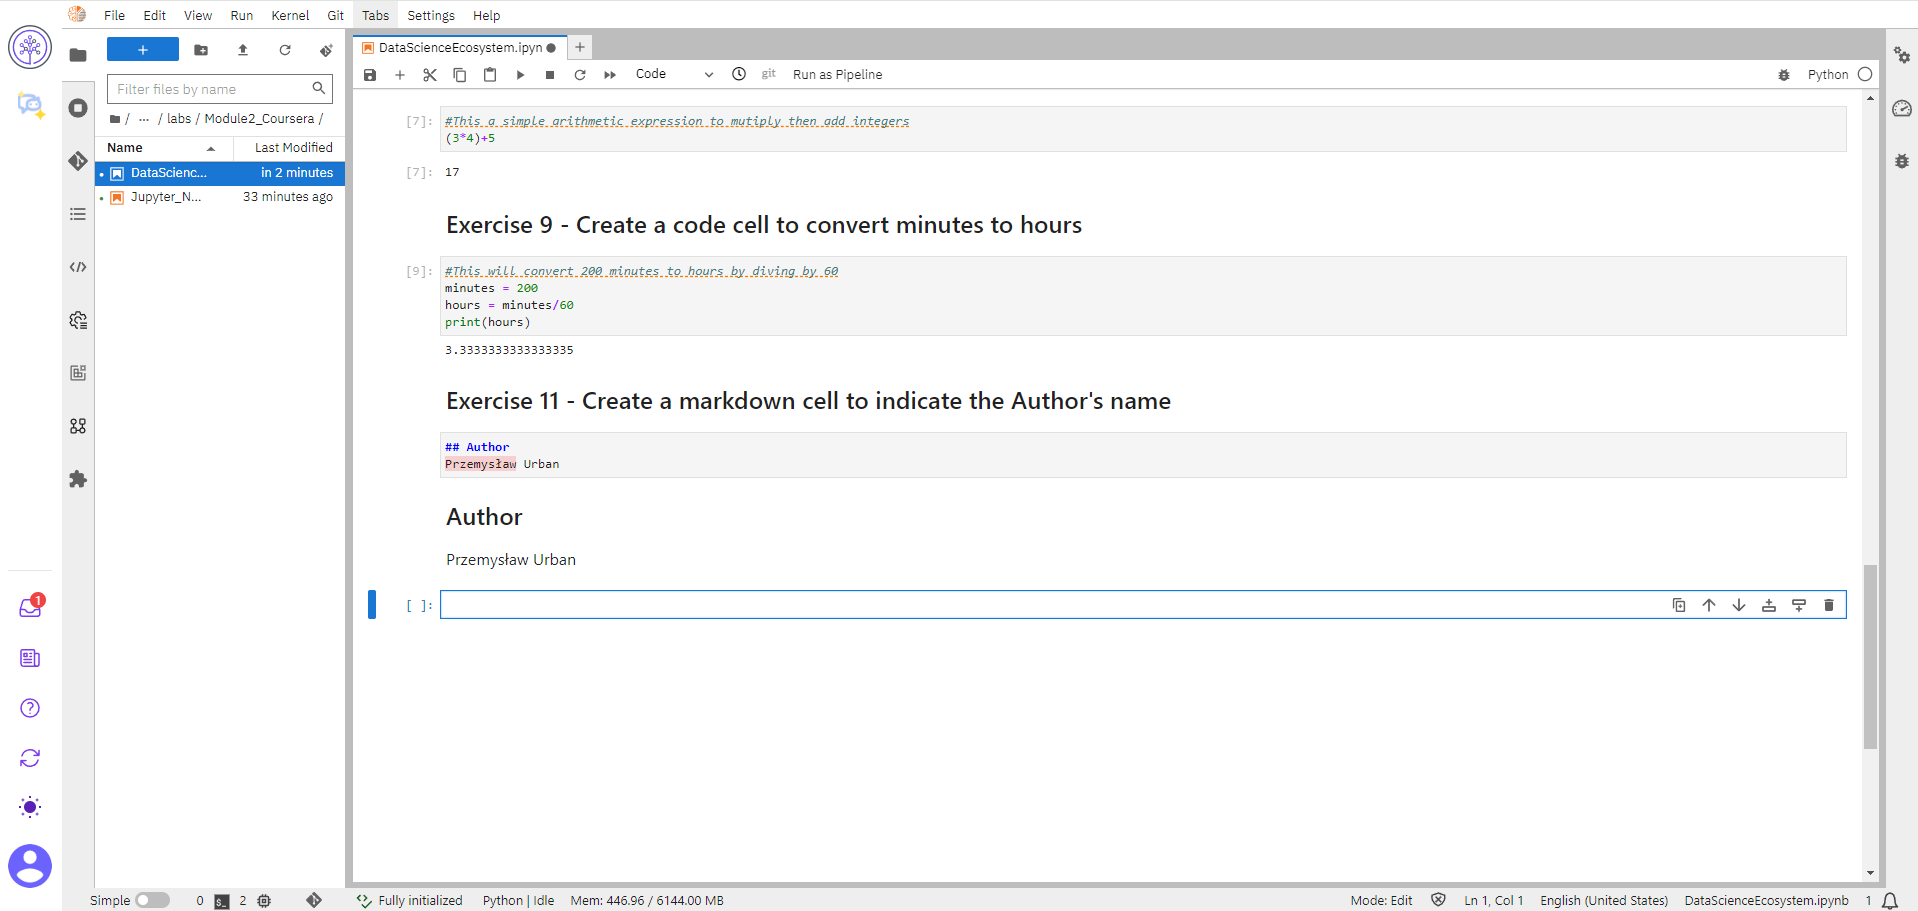 File Edit View Run Kernel Git Tabs Settings Help
DataScienceEcosystem.ipyn
Code git Run as Pipeline Python
Filter files by name
/ ... / labs / Module2_Coursera /
Name Last Modified
DataScienc... in 2 minutes
Jupyter_N... 33 minutes ago
[7]: #This a simple arithmetic expression to mutiply then add integers
(3*4)+5
[7]: 17
Exercise 9 - Create a code cell to convert minutes to hours
[9]: #This will convert 200 minutes to hours by diving by 60
minutes = 200
hours = minutes/60
print(hours)
3.3333333333333335
Exercise 11 - Create a markdown cell to indicate the Author's name
## Author
Przemysław Urban
Author
Przemysław Urban
[ ]:
1
Simple 0 $_ 2 Fully initialized Python | Idle Mem: 446.96 / 6144.00 MB Mode: Edit Ln 1, Col 1 English (United States) DataScienceEcosystem.ipynb 1